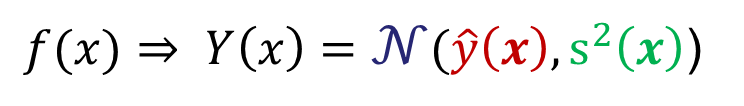 f(x) ⇒ Y(x) = 𝒩(ŷ(x), s²(x))